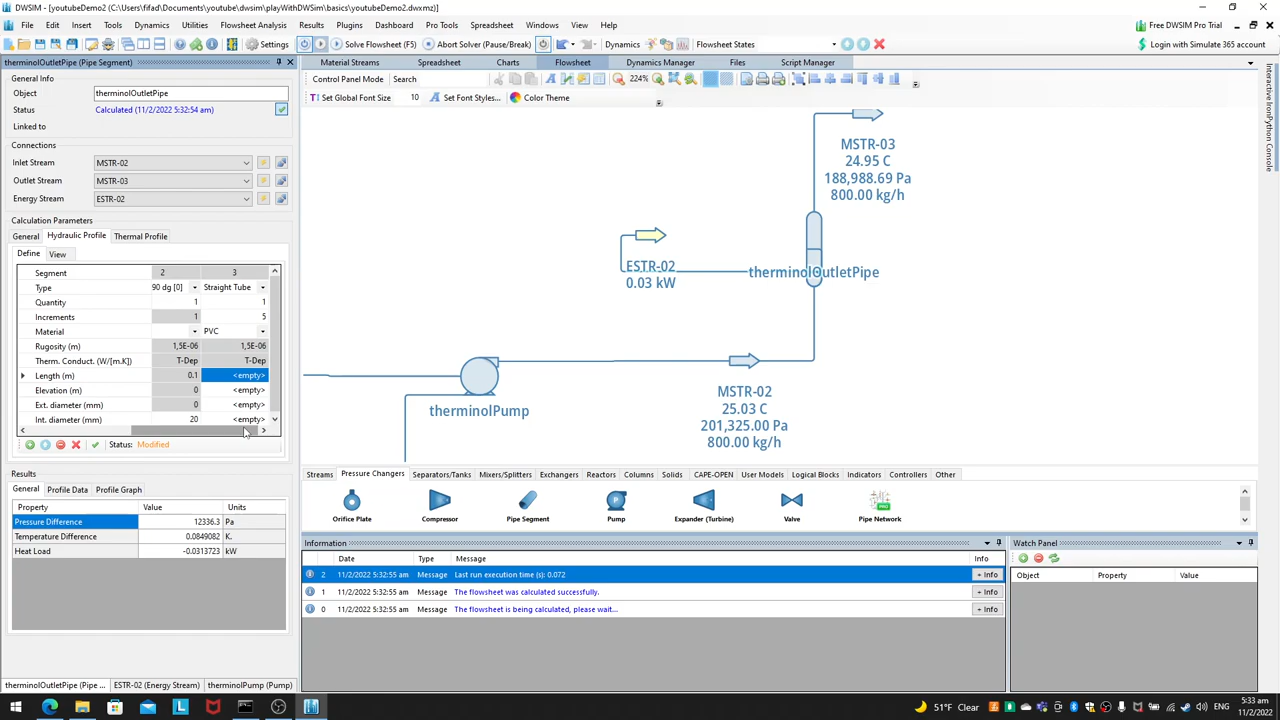 DWSIM - [youtubeDemo2 (C:\Users\fifad\Documents\youtube\dwsim\playWithDWSim\basics\youtubeDemo2.dwxmz)]
File Edit Insert Tools Dynamics Utilities Flowsheet Analysis Results Plugins Dashboard Pro Tools Spreadsheet Windows View Help
Free DWSIM Pro Trial
Settings Solve Flowsheet (F5) Abort Solver (Pause/Break) Dynamics Flowsheet States
Login with Simulate 365 account
therminolOutletPipe (Pipe Segment)
Material Streams Spreadsheet Charts Flowsheet Dynamics Manager Files Script Manager
Control Panel Mode Search 224%
Set Global Font Size 10 Set Font Styles... Color Theme
General Info
Object therminolOutletPipe
Status Calculated (11/2/2022 5:32:54 am)
Linked to
Connections
Inlet Stream MSTR-02
Outlet Stream MSTR-03
Energy Stream ESTR-02
Calculation Parameters
General Hydraulic Profile Thermal Profile
Define View
Segment 2 3
Type 90 dg [0] Straight Tube
Quantity 1 1
Increments 1 5
Material PVC
Rugosity (m) 1,5E-06 1,5E-06
Therm. Conduct. (W/[m.K]) T-Dep T-Dep
Length (m) 0.1 <empty>
Elevation (m) 0 <empty>
Ext. diameter (mm) 0 <empty>
Int. diameter (mm) 20 <empty>
Status: Modified
Results
General Profile Data Profile Graph
Property Value Units
Pressure Difference 12336.3 Pa
Temperature Difference 0.0849082 K.
Heat Load -0.0313723 kW
therminolOutletPipe (Pipe ... ESTR-02 (Energy Stream) therminolPump (Pump)
MSTR-03
24.95 C
188,988.69 Pa
800.00 kg/h
ESTR-02
0.03 kW
therminolOutletPipe
therminolPump
MSTR-02
25.03 C
201,325.00 Pa
800.00 kg/h
Streams Pressure Changers Separators/Tanks Mixers/Splitters Exchangers Reactors Columns Solids CAPE-OPEN User Models Logical Blocks Indicators Controllers Other
Orifice Plate Compressor Pipe Segment Pump Expander (Turbine) Valve Pipe Network
PRO
Information
Date Type Message Info
2 11/2/2022 5:32:55 am Message Last run execution time (s): 0.072 + Info
1 11/2/2022 5:32:55 am Message The flowsheet was calculated successfully. + Info
0 11/2/2022 5:32:55 am Message The flowsheet is being calculated, please wait... + Info
Watch Panel
Object Property Value
Interactive IronPython Console
51°F Clear
5:33 am
11/2/2022